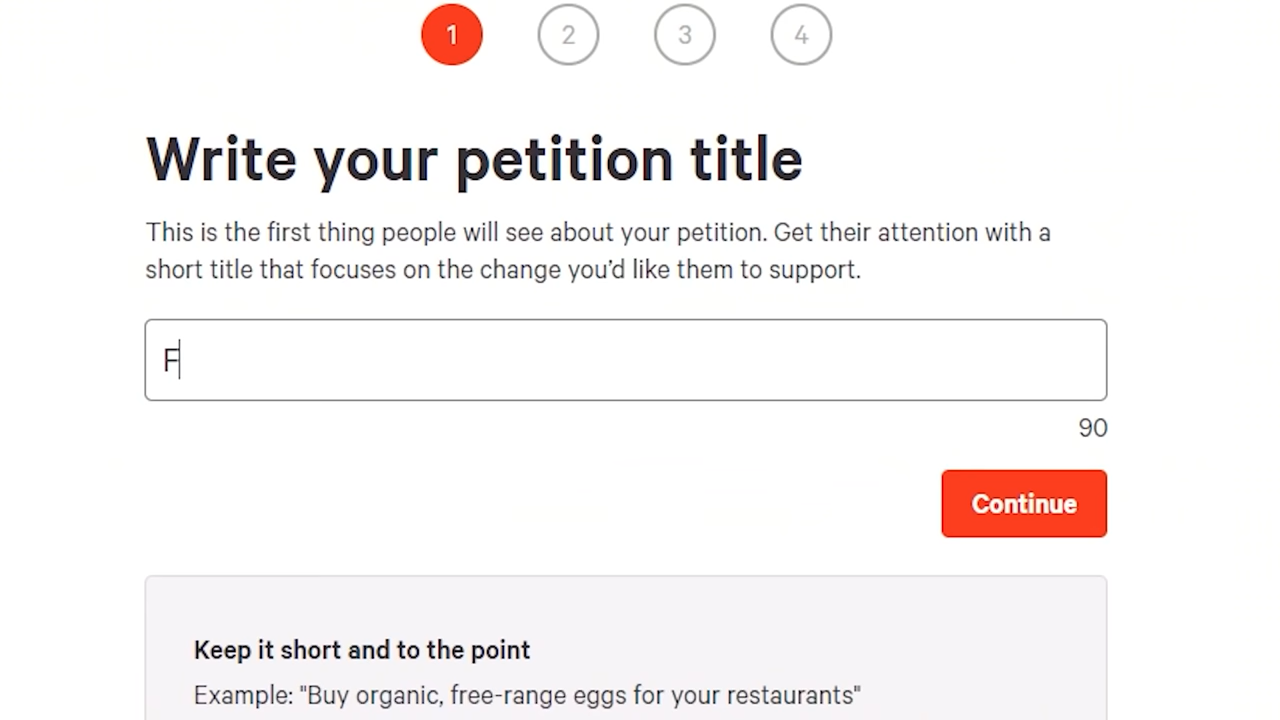 1 2 3 4
Write your petition title
This is the first thing people will see about your petition. Get their attention with a
short title that focuses on the change you'd like them to support.
F
90
Continue
Keep it short and to the point
Example: "Buy organic, free-range eggs for your restaurants"